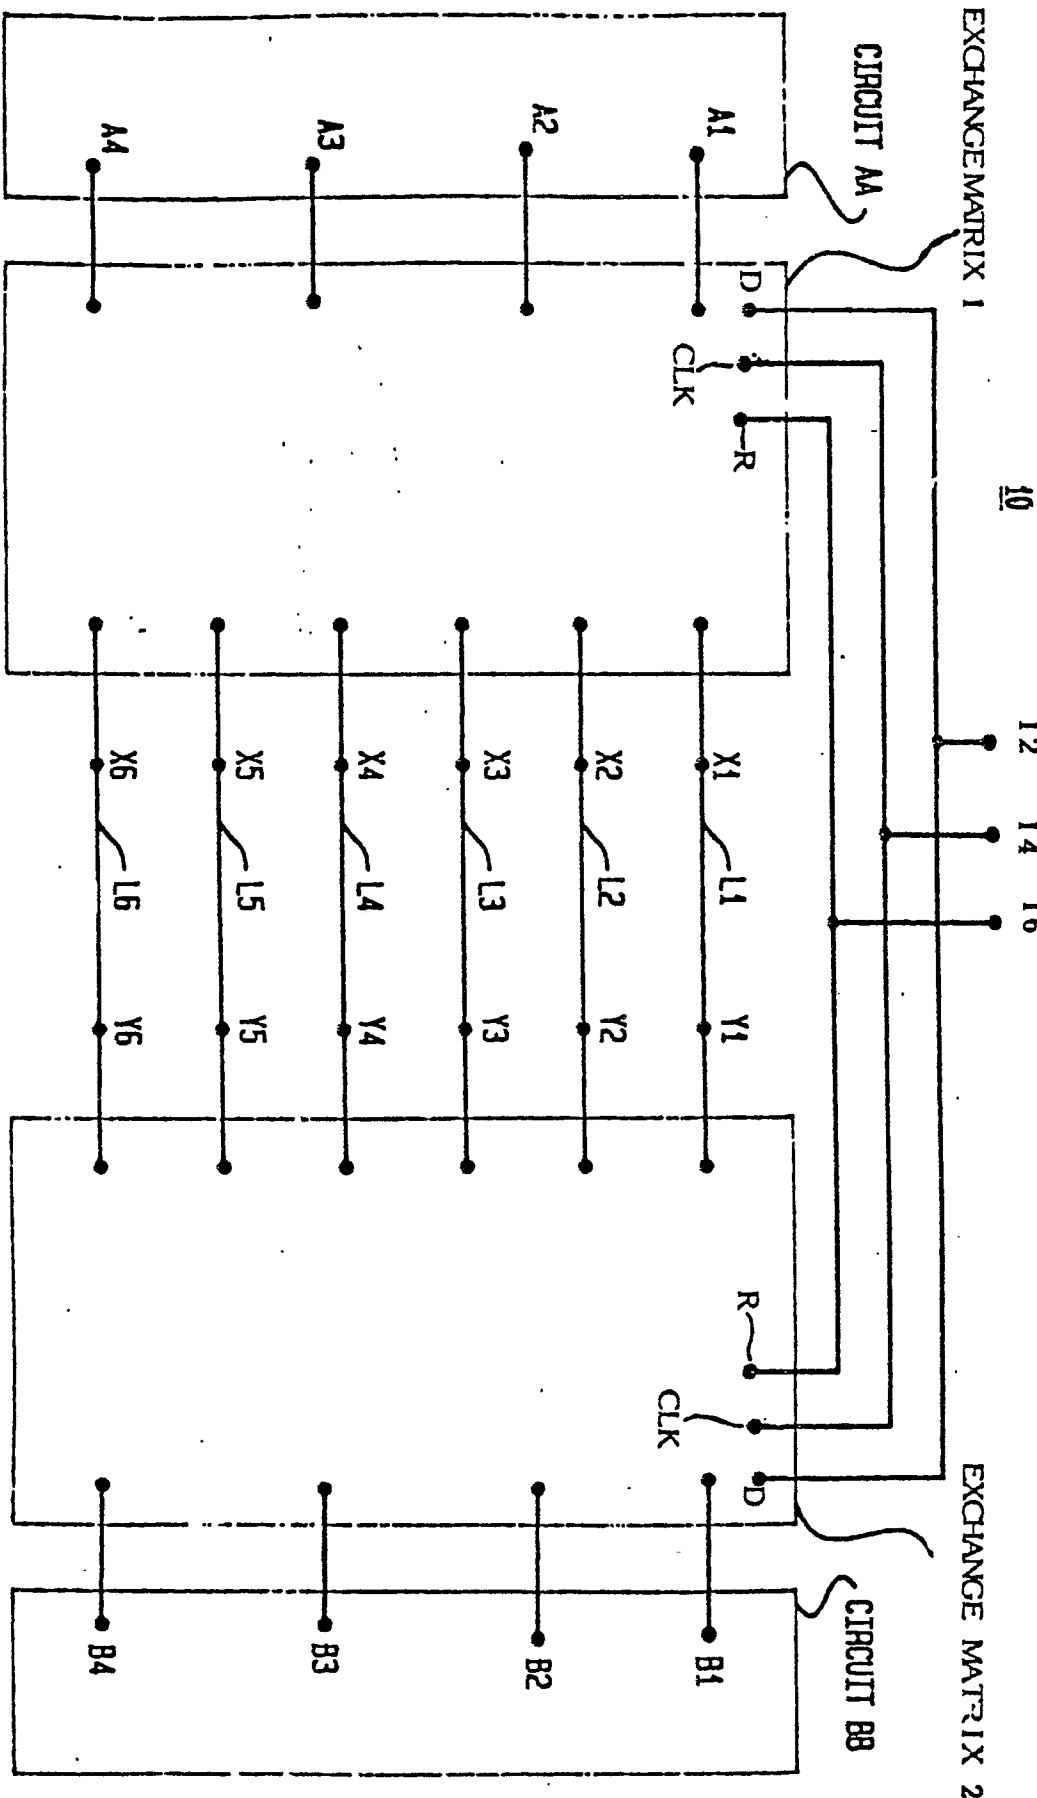 10
EXCHANGE MATRIX 1
EXCHANGE MATRIX 2
CIRCUIT AA
CIRCUIT BB
D
CLK
R
R
CLK
D
A1
X1
L1
Y1
B1
A2
X2
L2
Y2
B2
A3
X3
L3
Y3
B3
X4
L4
Y4
X5
L5
Y5
A4
X6
L6
Y6
B4